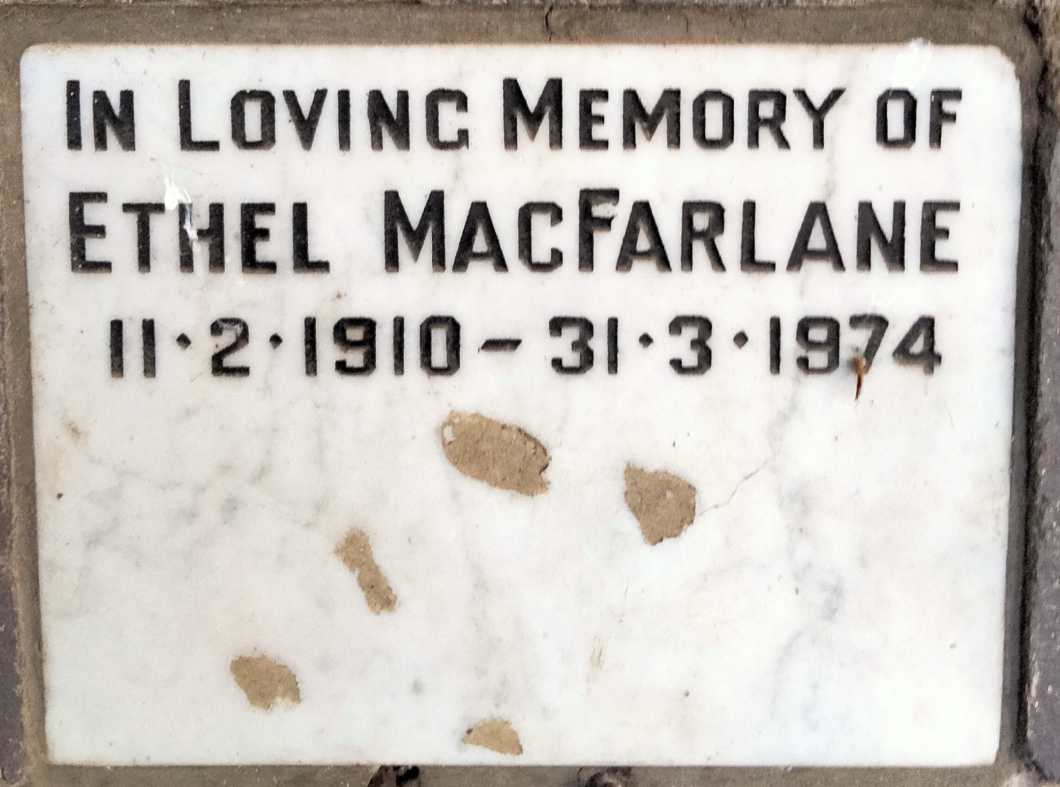 IN LOVING MEMORY OF
ETHEL MACFARLANE
11·2·1910 – 31·3·1974